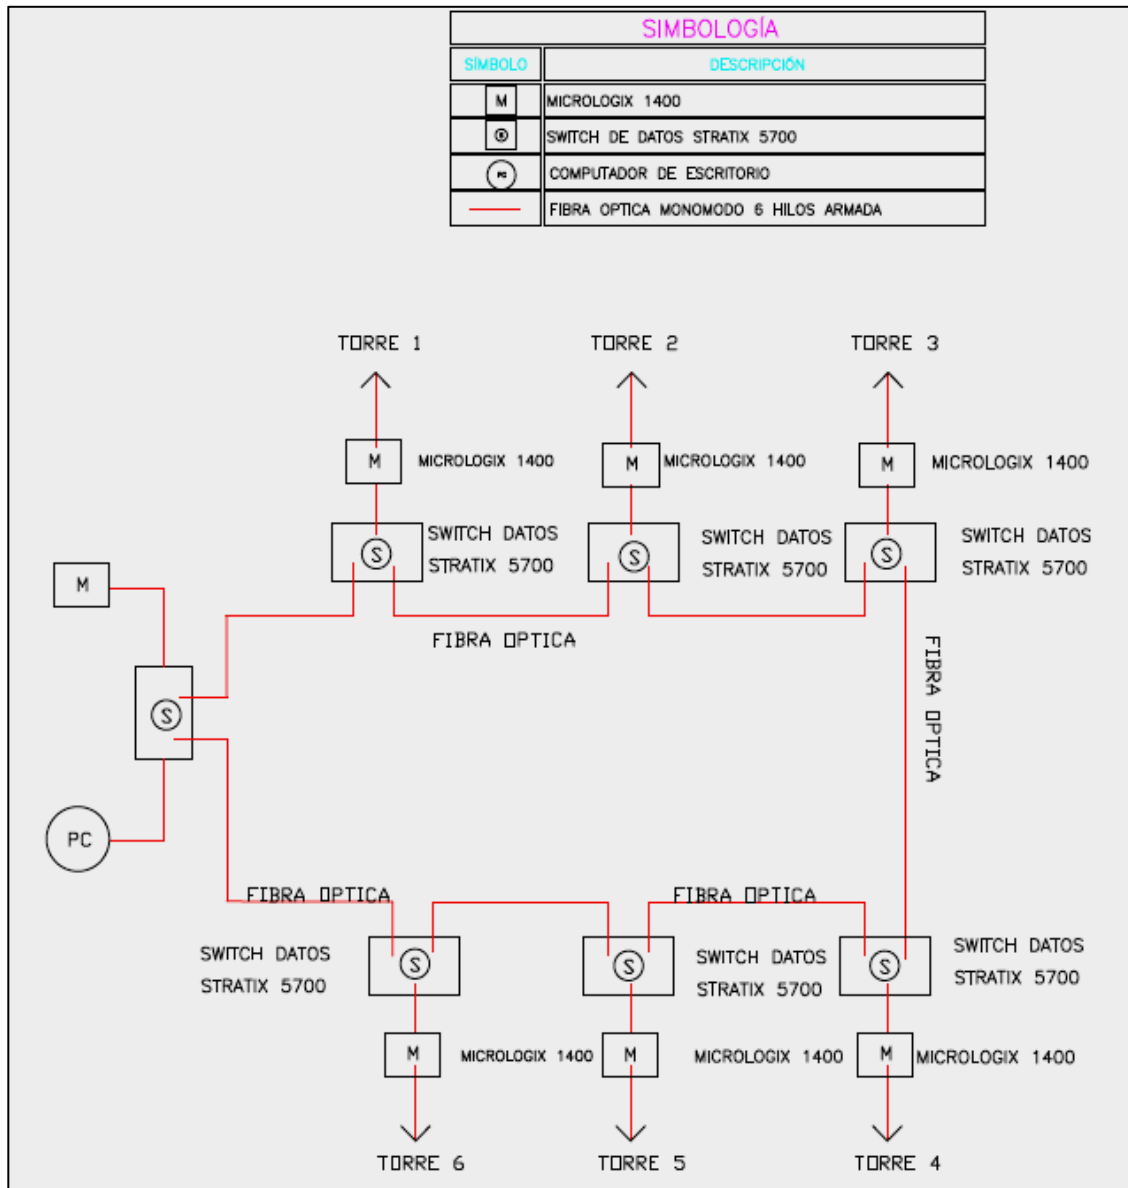 SIMBOLOGÍA
SÍMBOLO DESCRIPCIÓN
M MICROLOGIX 1400
SWITCH DE DATOS STRATIX 5700
PC COMPUTADOR DE ESCRITORIO
FIBRA OPTICA MONOMODO 6 HILOS ARMADA
TORRE 1 TORRE 2 TORRE 3
M MICROLOGIX 1400 M MICROLOGIX 1400 M MICROLOGIX 1400
S SWITCH DATOS S SWITCH DATOS S SWITCH DATOS
STRATIX 5700 STRATIX 5700 STRATIX 5700
M
FIBRA OPTICA
FIBRA OPTICA
S
PC
FIBRA OPTICA FIBRA OPTICA
SWITCH DATOS S SWITCH DATOS S SWITCH DATOS S
STRATIX 5700 STRATIX 5700 STRATIX 5700
M MICROLOGIX 1400 M MICROLOGIX 1400 M MICROLOGIX 1400
TORRE 6 TORRE 5 TORRE 4